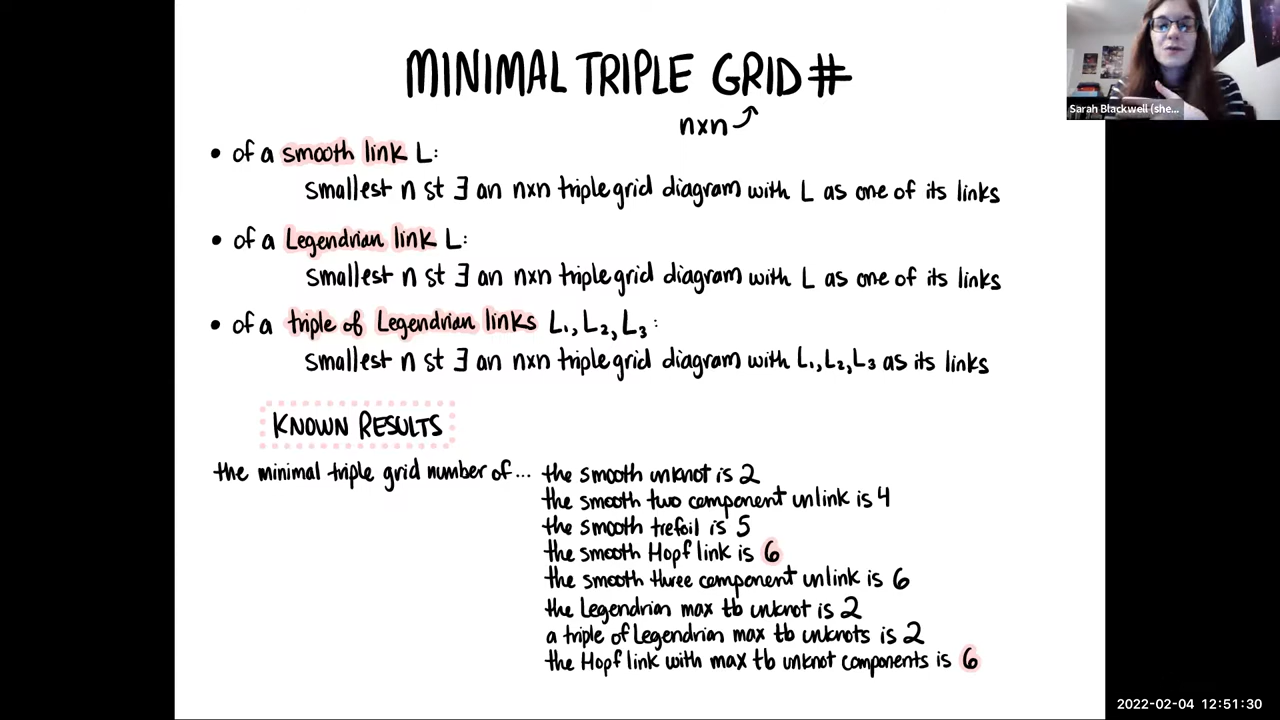 MINIMAL TRIPLE GRID #
nxn
• of a smooth link L:
smallest n st ∃ an nxn triple grid diagram with L as one of its links
• of a Legendrian link L:
smallest n st ∃ an nxn triple grid diagram with L as one of its links
• of a triple of Legendrian links L₁, L₂, L₃:
smallest n st ∃ an nxn triple grid diagram with L₁, L₂, L₃ as its links
KNOWN RESULTS
the minimal triple grid number of... the smooth unknot is 2
the smooth two component unlink is 4
the smooth trefoil is 5
the smooth Hopf link is 6
the smooth three component unlink is 6
the Legendrian max tb unknot is 2
a triple of Legendrian max tb unknots is 2
the Hopf link with max tb unknot components is 6
Sarah Blackwell (she...
2022-02-04 12:51:30